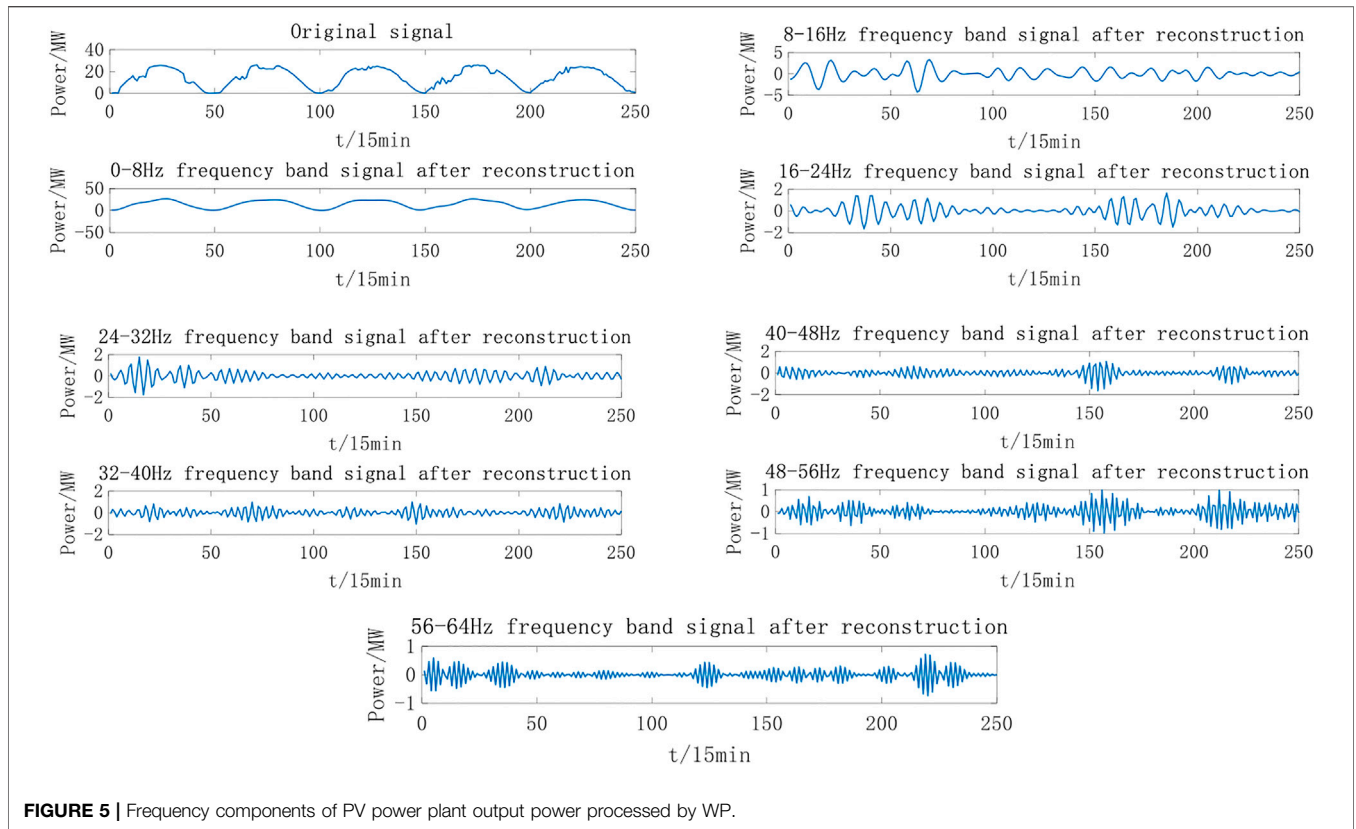 Original signal
Power/MW
40
20
0
0 50 100 150 200 250
t/15min
8-16Hz frequency band signal after reconstruction
Power/MW
5
0
-5
0 50 100 150 200 250
t/15min
0-8Hz frequency band signal after reconstruction
Power/MW
50
0
-50
0 50 100 150 200 250
t/15min
16-24Hz frequency band signal after reconstruction
Power/MW
2
0
-2
0 50 100 150 200 250
t/15min
24-32Hz frequency band signal after reconstruction
Power/MW
2
0
-2
0 50 100 150 200 250
t/15min
40-48Hz frequency band signal after reconstruction
Power/MW
2
0
-2
0 50 100 150 200 250
t/15min
32-40Hz frequency band signal after reconstruction
Power/MW
2
0
-2
0 50 100 150 200 250
t/15min
48-56Hz frequency band signal after reconstruction
Power/MW
1
0
-1
0 50 100 150 200 250
t/15min
56-64Hz frequency band signal after reconstruction
Power/MW
1
0
-1
0 50 100 150 200 250
t/15min
FIGURE 5 | Frequency components of PV power plant output power processed by WP.